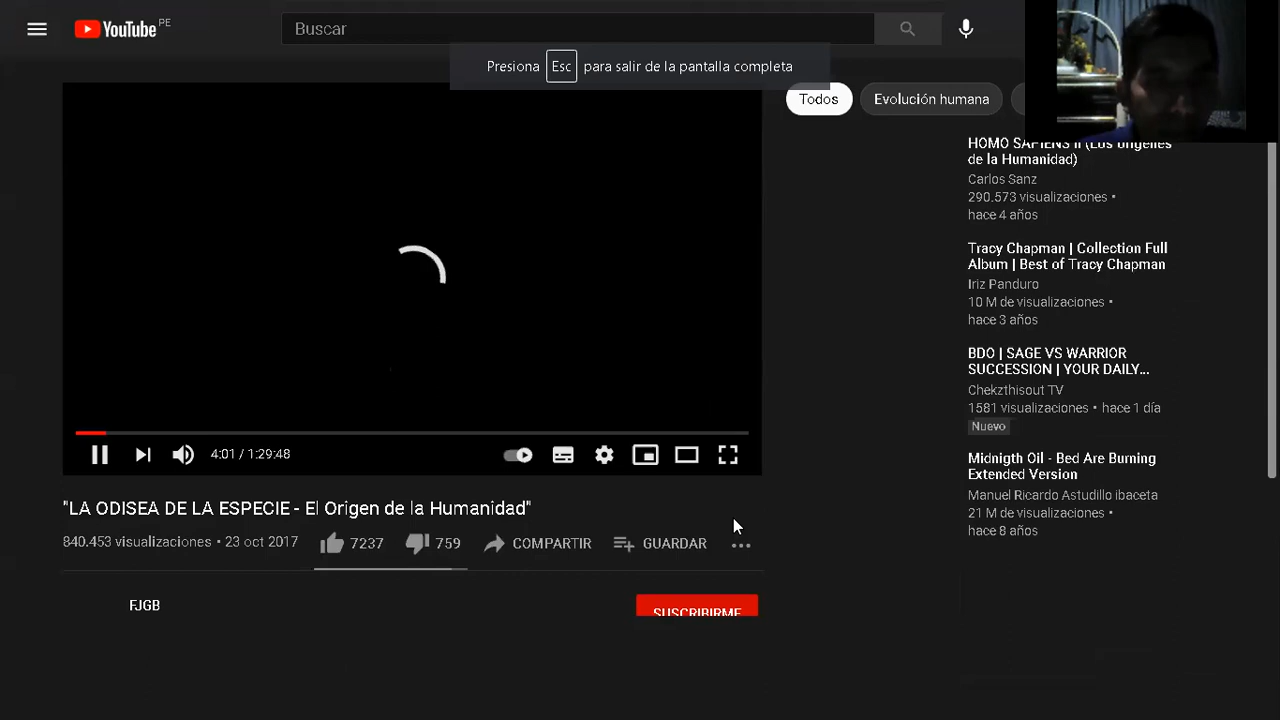 YouTube PE
Buscar
Presiona Esc para salir de la pantalla completa
Todos
Evolución humana
HOMO SAPIENS II (Los orígenes
de la Humanidad)
Carlos Sanz
290.573 visualizaciones •
hace 4 años
Tracy Chapman | Collection Full
Album | Best of Tracy Chapman
Iriz Panduro
10 M de visualizaciones •
hace 3 años
BDO | SAGE VS WARRIOR
SUCCESSION | YOUR DAILY...
Chekzthisout TV
1581 visualizaciones • hace 1 día
Nuevo
Midnigth Oil - Bed Are Burning
Extended Version
Manuel Ricardo Astudillo ibaceta
21 M de visualizaciones •
hace 8 años
4:01 / 1:29:48
"LA ODISEA DE LA ESPECIE - El Origen de la Humanidad"
840.453 visualizaciones • 23 oct 2017
7237
759
COMPARTIR
GUARDAR
FJGB
SUSCRIBIRME